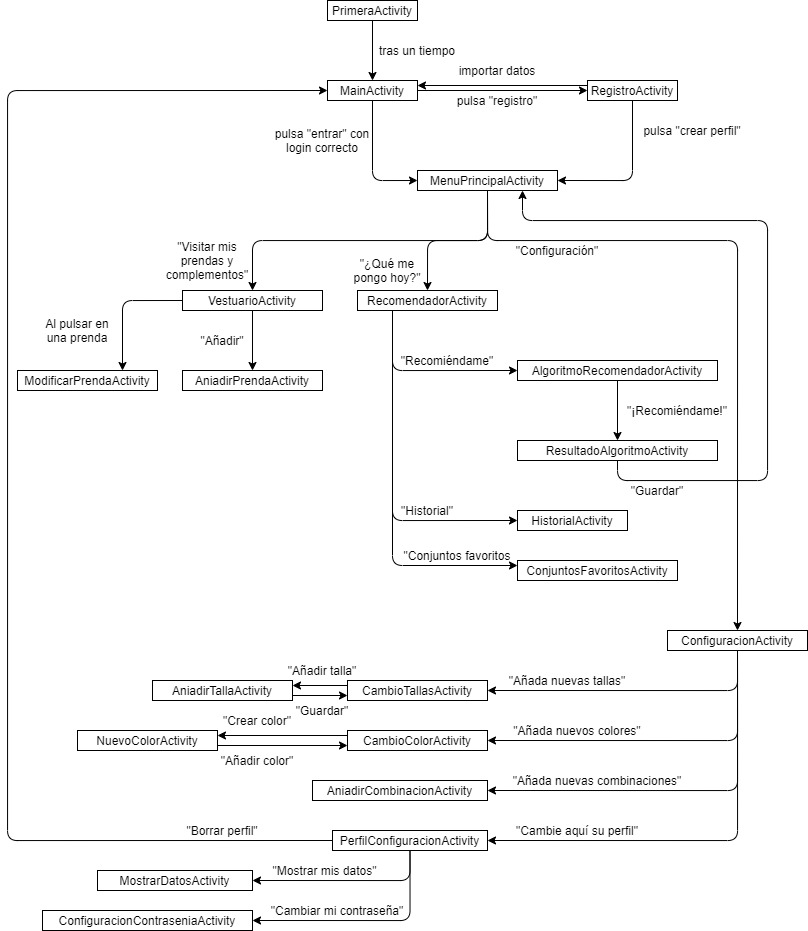 PrimeraActivity
tras un tiempo
importar datos
MainActivity
RegistroActivity
pulsa "registro"
pulsa "entrar" con
login correcto
pulsa "crear perfil"
MenuPrincipalActivity
"Visitar mis
prendas y
complementos"
"¿Qué me
pongo hoy?"
"Configuración"
VestuarioActivity
RecomendadorActivity
Al pulsar en
una prenda
"Añadir"
"Recomiéndame"
ModificarPrendaActivity
AniadirPrendaActivity
AlgoritmoRecomendadorActivity
"¡Recomiéndame!"
ResultadoAlgoritmoActivity
"Guardar"
"Historial"
HistorialActivity
"Conjuntos favoritos
ConjuntosFavoritosActivity
ConfiguracionActivity
"Añadir talla"
"Añada nuevas tallas"
AniadirTallaActivity
CambioTallasActivity
"Guardar"
"Crear color"
"Añada nuevos colores"
NuevoColorActivity
CambioColorActivity
"Añadir color"
"Añada nuevas combinaciones"
AniadirCombinacionActivity
"Borrar perfil"
"Cambie aquí su perfil"
PerfilConfiguracionActivity
"Mostrar mis datos"
MostrarDatosActivity
"Cambiar mi contraseña"
ConfiguracionContraseniaActivity